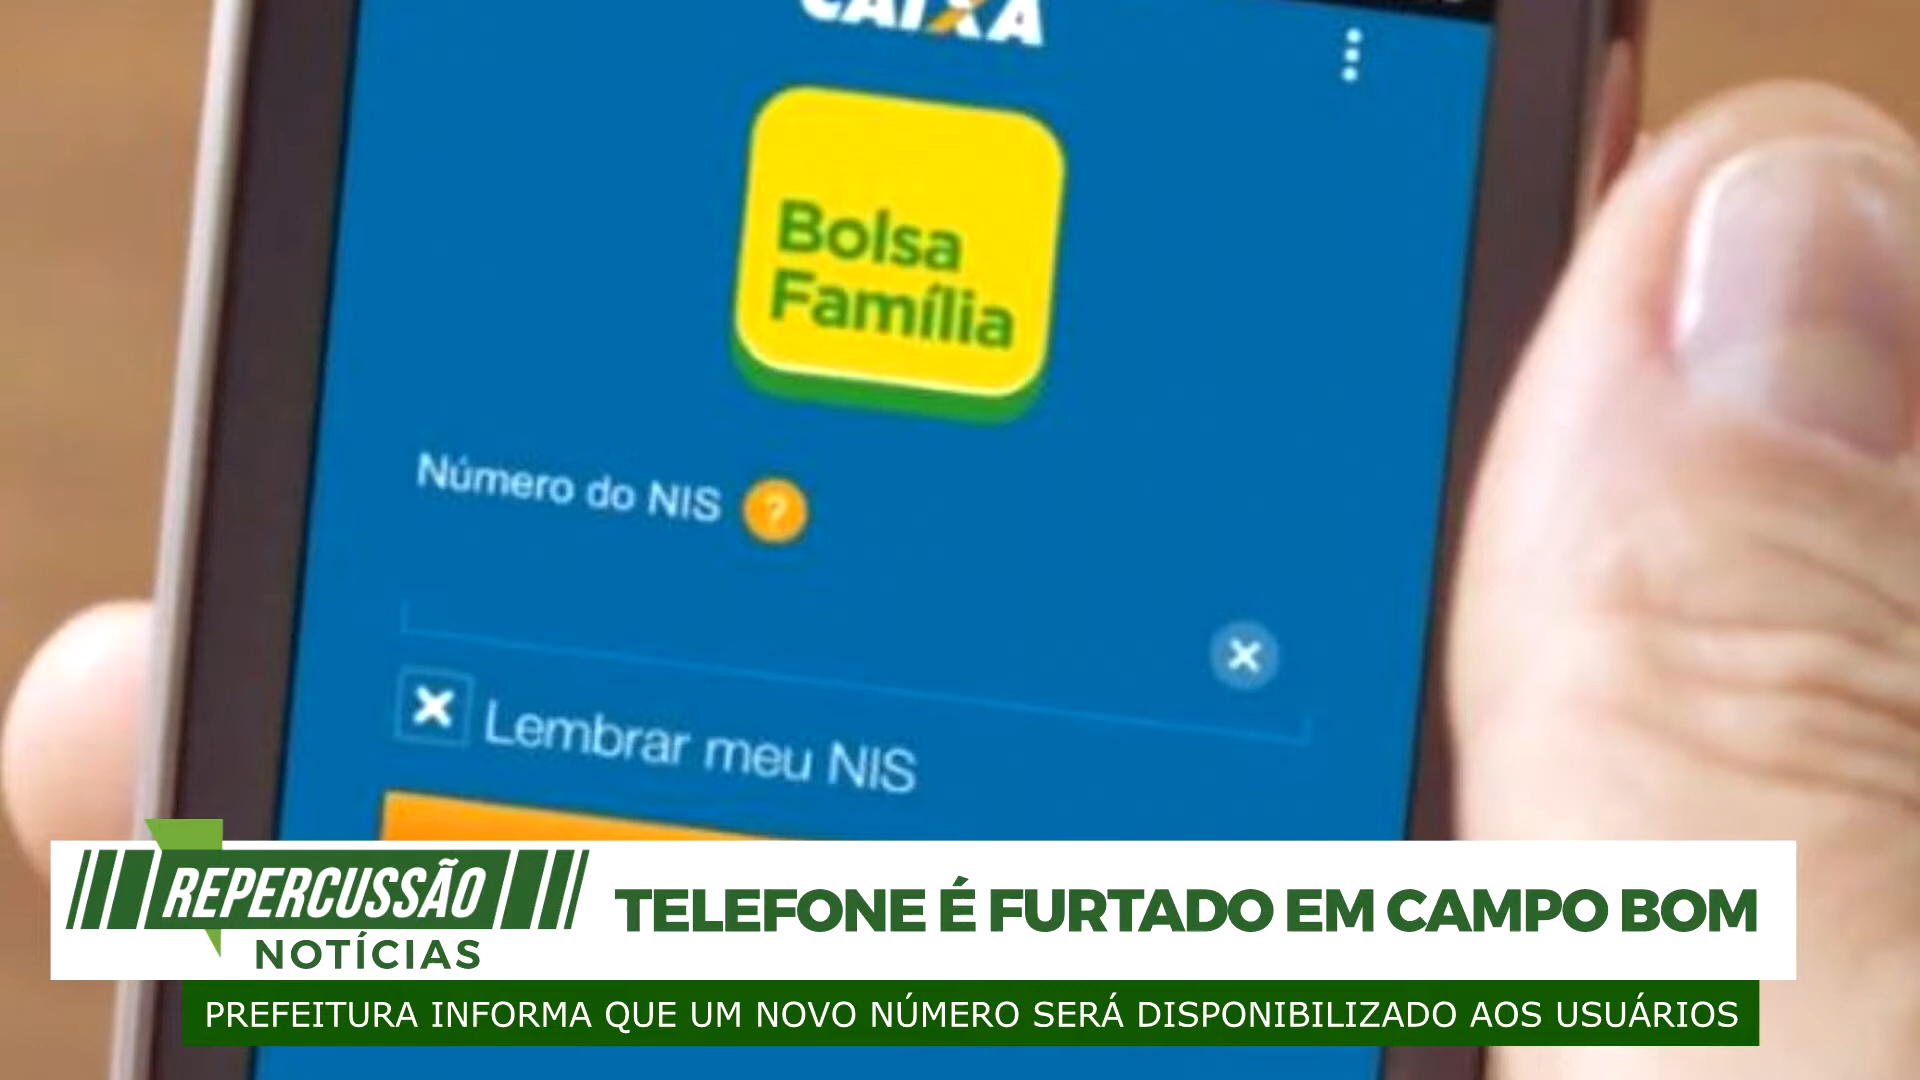 CAIXA
Bolsa
Família
Número do NIS ?
Lembrar meu NIS
REPERCUSSÃO
NOTÍCIAS
TELEFONE É FURTADO EM CAMPO BOM
PREFEITURA INFORMA QUE UM NOVO NÚMERO SERÁ DISPONIBILIZADO AOS USUÁRIOS